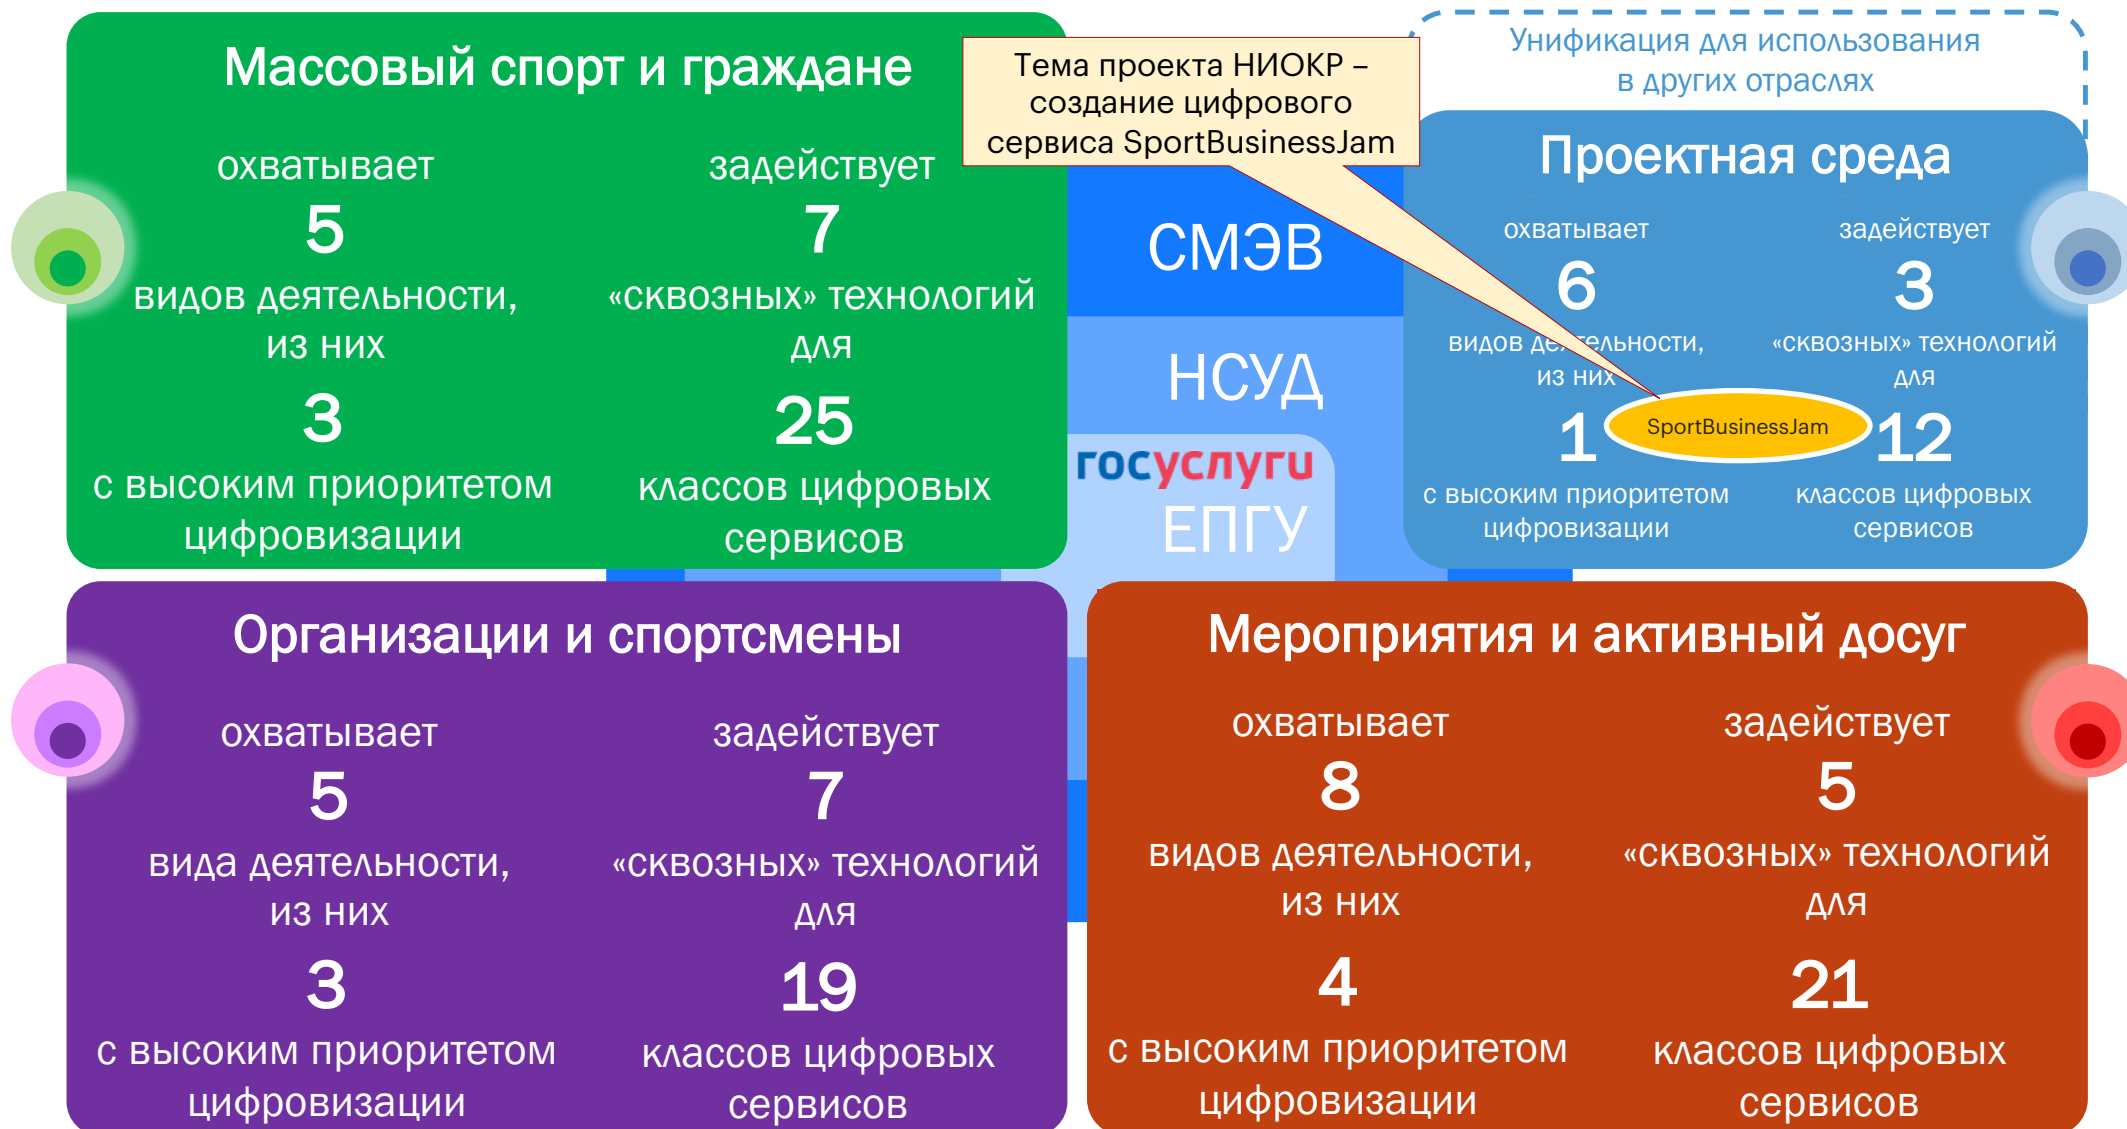 Массовый спорт и граждане
охватывает
5
видов деятельности,
из них
3
с высоким приоритетом
цифровизации
задействует
7
«сквозных» технологий
для
25
классов цифровых
сервисов
Тема проекта НИОКР –
создание цифрового
сервиса SportBusinessJam
СМЭВ
НСУД
госуслуги
ЕПГУ
Унификация для использования
в других отраслях
Проектная среда
охватывает
6
видов деятельности,
из них
1
с высоким приоритетом
цифровизации
SportBusinessJam
задействует
3
«сквозных» технологий
для
12
классов цифровых
сервисов
Организации и спортсмены
охватывает
5
вида деятельности,
из них
3
с высоким приоритетом
цифровизации
задействует
7
«сквозных» технологий
для
19
классов цифровых
сервисов
Мероприятия и активный досуг
охватывает
8
видов деятельности,
из них
4
с высоким приоритетом
цифровизации
задействует
5
«сквозных» технологий
для
21
классов цифровых
сервисов